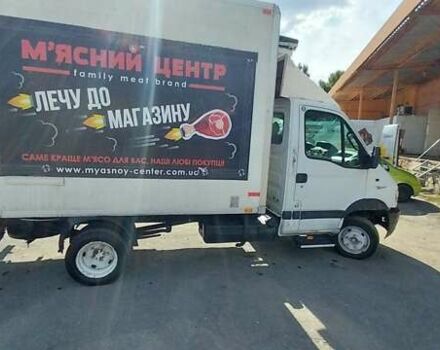 М'ЯСНИЙ ЦЕНТР
family meat brand
ЛЕЧУ ДО
МАГАЗИНУ
САМЕ КРАЩЕ М'ЯСО ДЛЯ ВАС, НАШІ ЛЮБІ ПОКУПЦІ!
www.myasnoy-center.com.ua